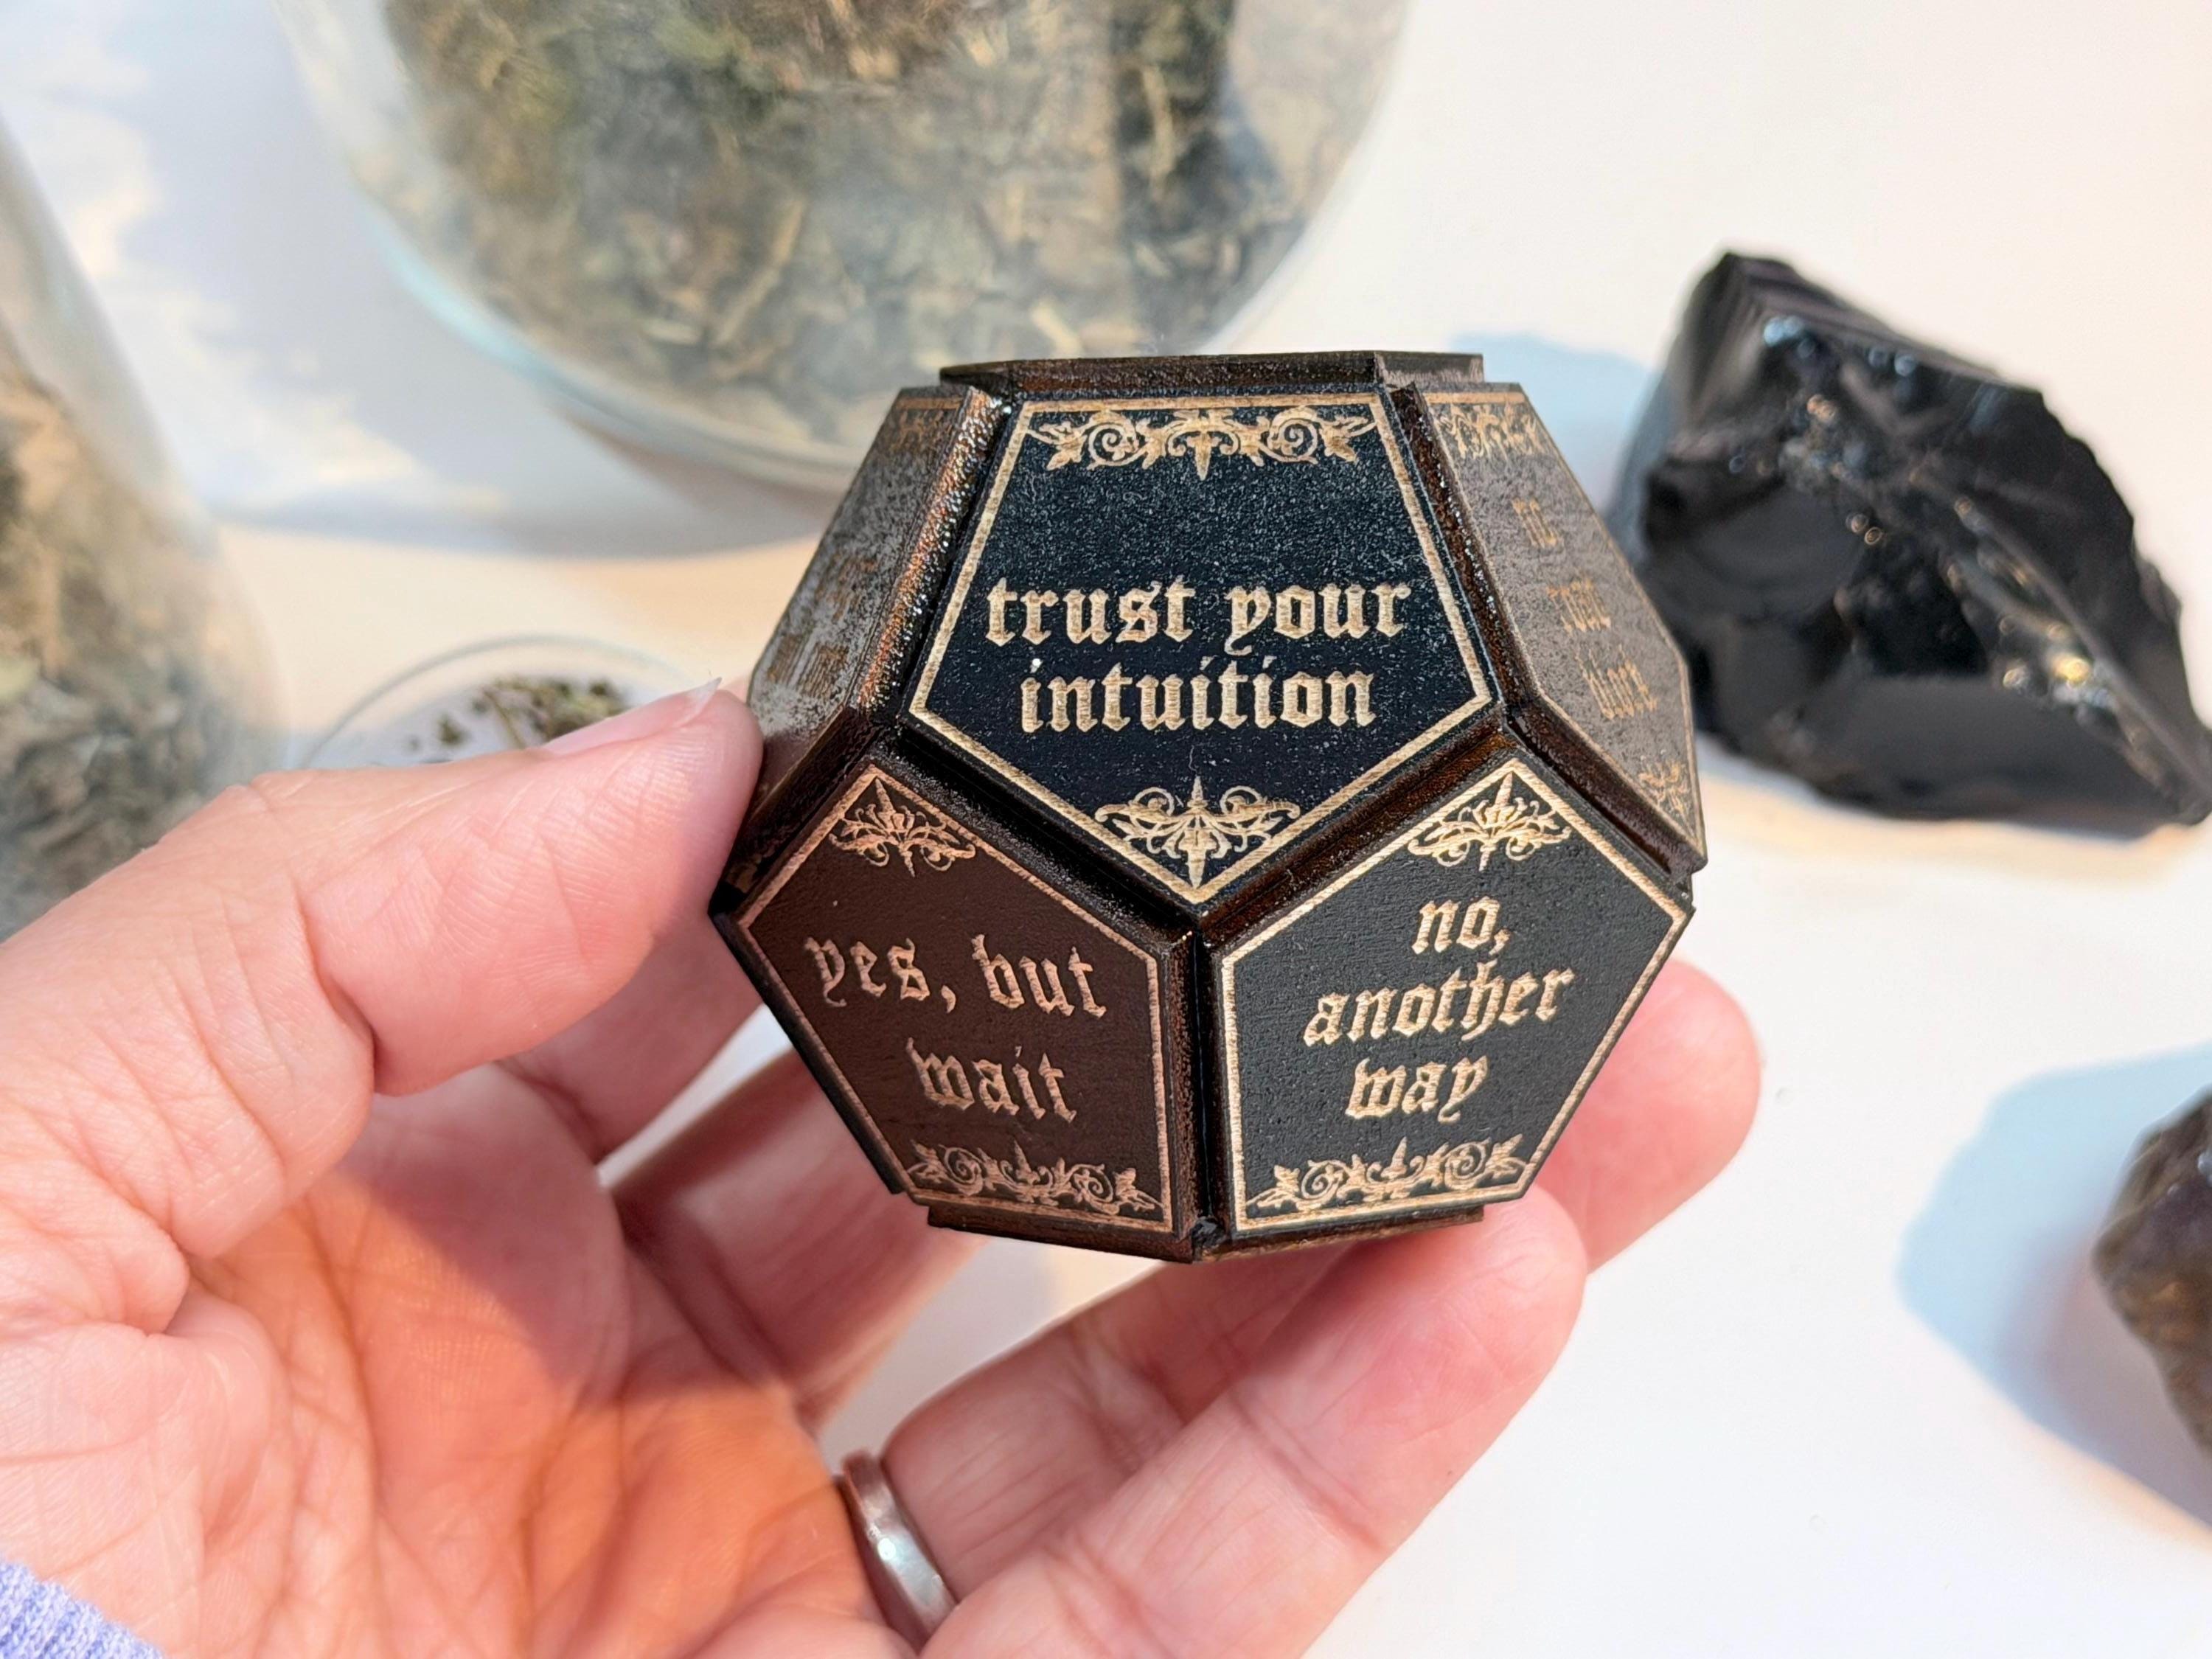 trust your
intuition
yes, but
wait
no,
another
way